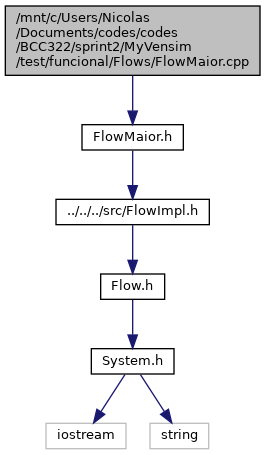 /mnt/c/Users/Nicolas
/Documents/codes/codes
/BCC322/sprint2/MyVensim
/test/funcional/Flows/FlowMaior.cpp
FlowMaior.h
../../../src/FlowImpl.h
Flow.h
System.h
iostream string